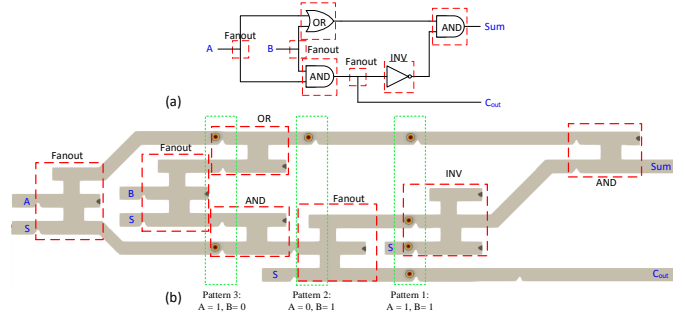 OR
AND
Sum
Fanout
A
B
Fanout
INV
Fanout
AND
(a)
Cout
OR
Fanout
Fanout
Sum
INV
A
B
AND
AND
Fanout
S
S
S
S
Cout
(b)
Pattern 3:
A = 1, B= 0
Pattern 2:
A = 0, B= 1
Pattern 1:
A = 1, B= 1